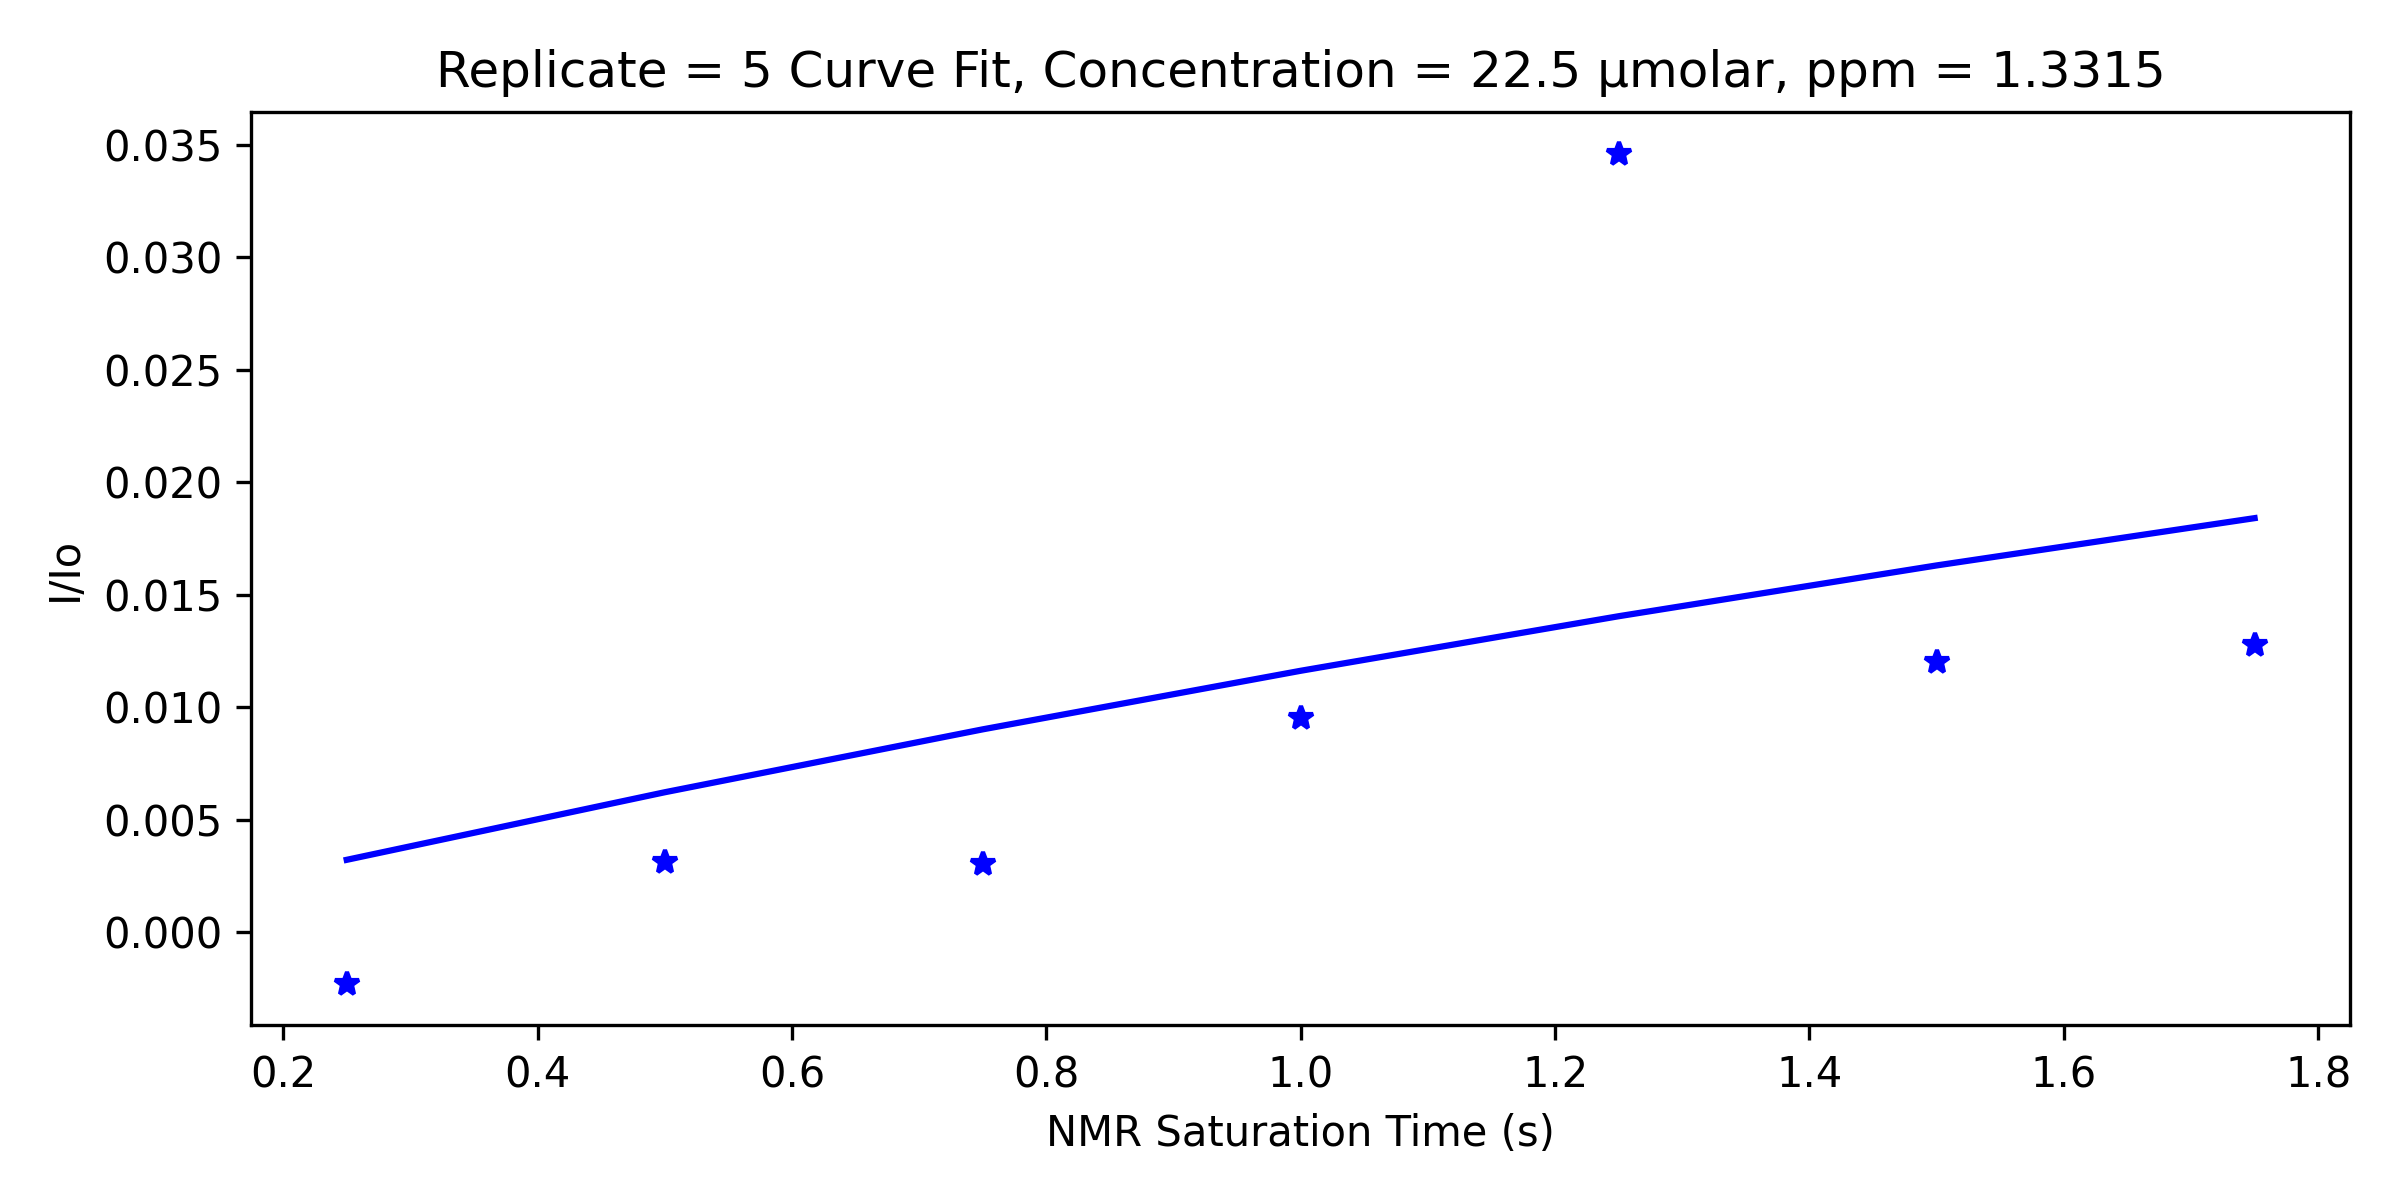 Replicate = 5 Curve Fit, Concentration = 22.5 µmolar, ppm = 1.3315
0.035
0.030
0.025
0.020
0.015
0.010
0.005
0.000
I/Io
0.2 0.4 0.6 0.8 1.0 1.2 1.4 1.6 1.8
NMR Saturation Time (s)